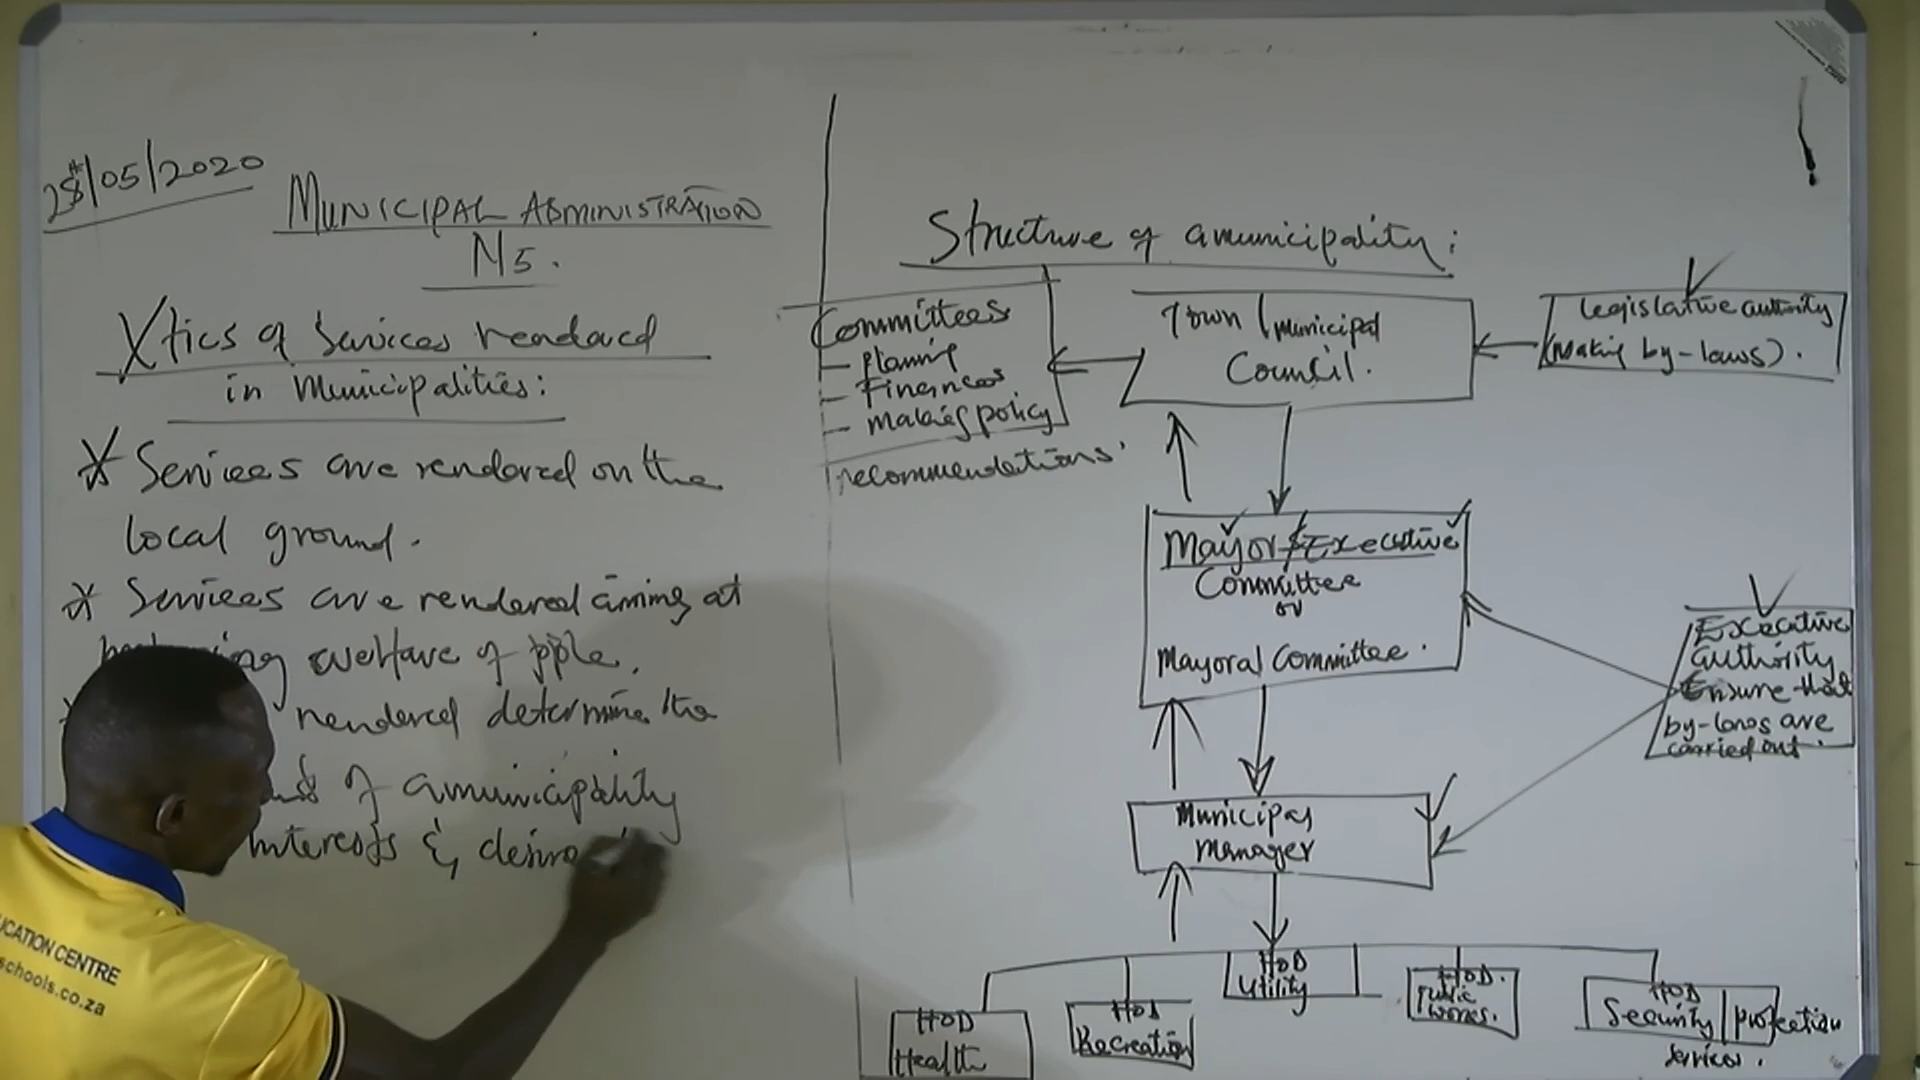 28th/05/2020
MUNICIPAL ADMINISTRATION
N5.
Xtics of Services rendered
in Municipalities:
* Services are rendered on the
local ground.
* Services are rendered aiming at
welfare of pple.
rendered determine the
of a municipality
interests &
UCATION CENTRE
schools.co.za
Structure of a municipality:
Committees
- planning
- Finances
- Makes policy
recommendations.
Town / Municipal
Council.
Legislative authority
(Making by-laws).
Mayor & Executive
Committee
or
Mayoral Committee.
Executive
authority
Ensure that
by-laws are
carried out.
Municipal
Manager
HOD
Health
HOD
Recreation
HOD
Utility
HOD.
Public
Works.
HOD
Security | protection
services.